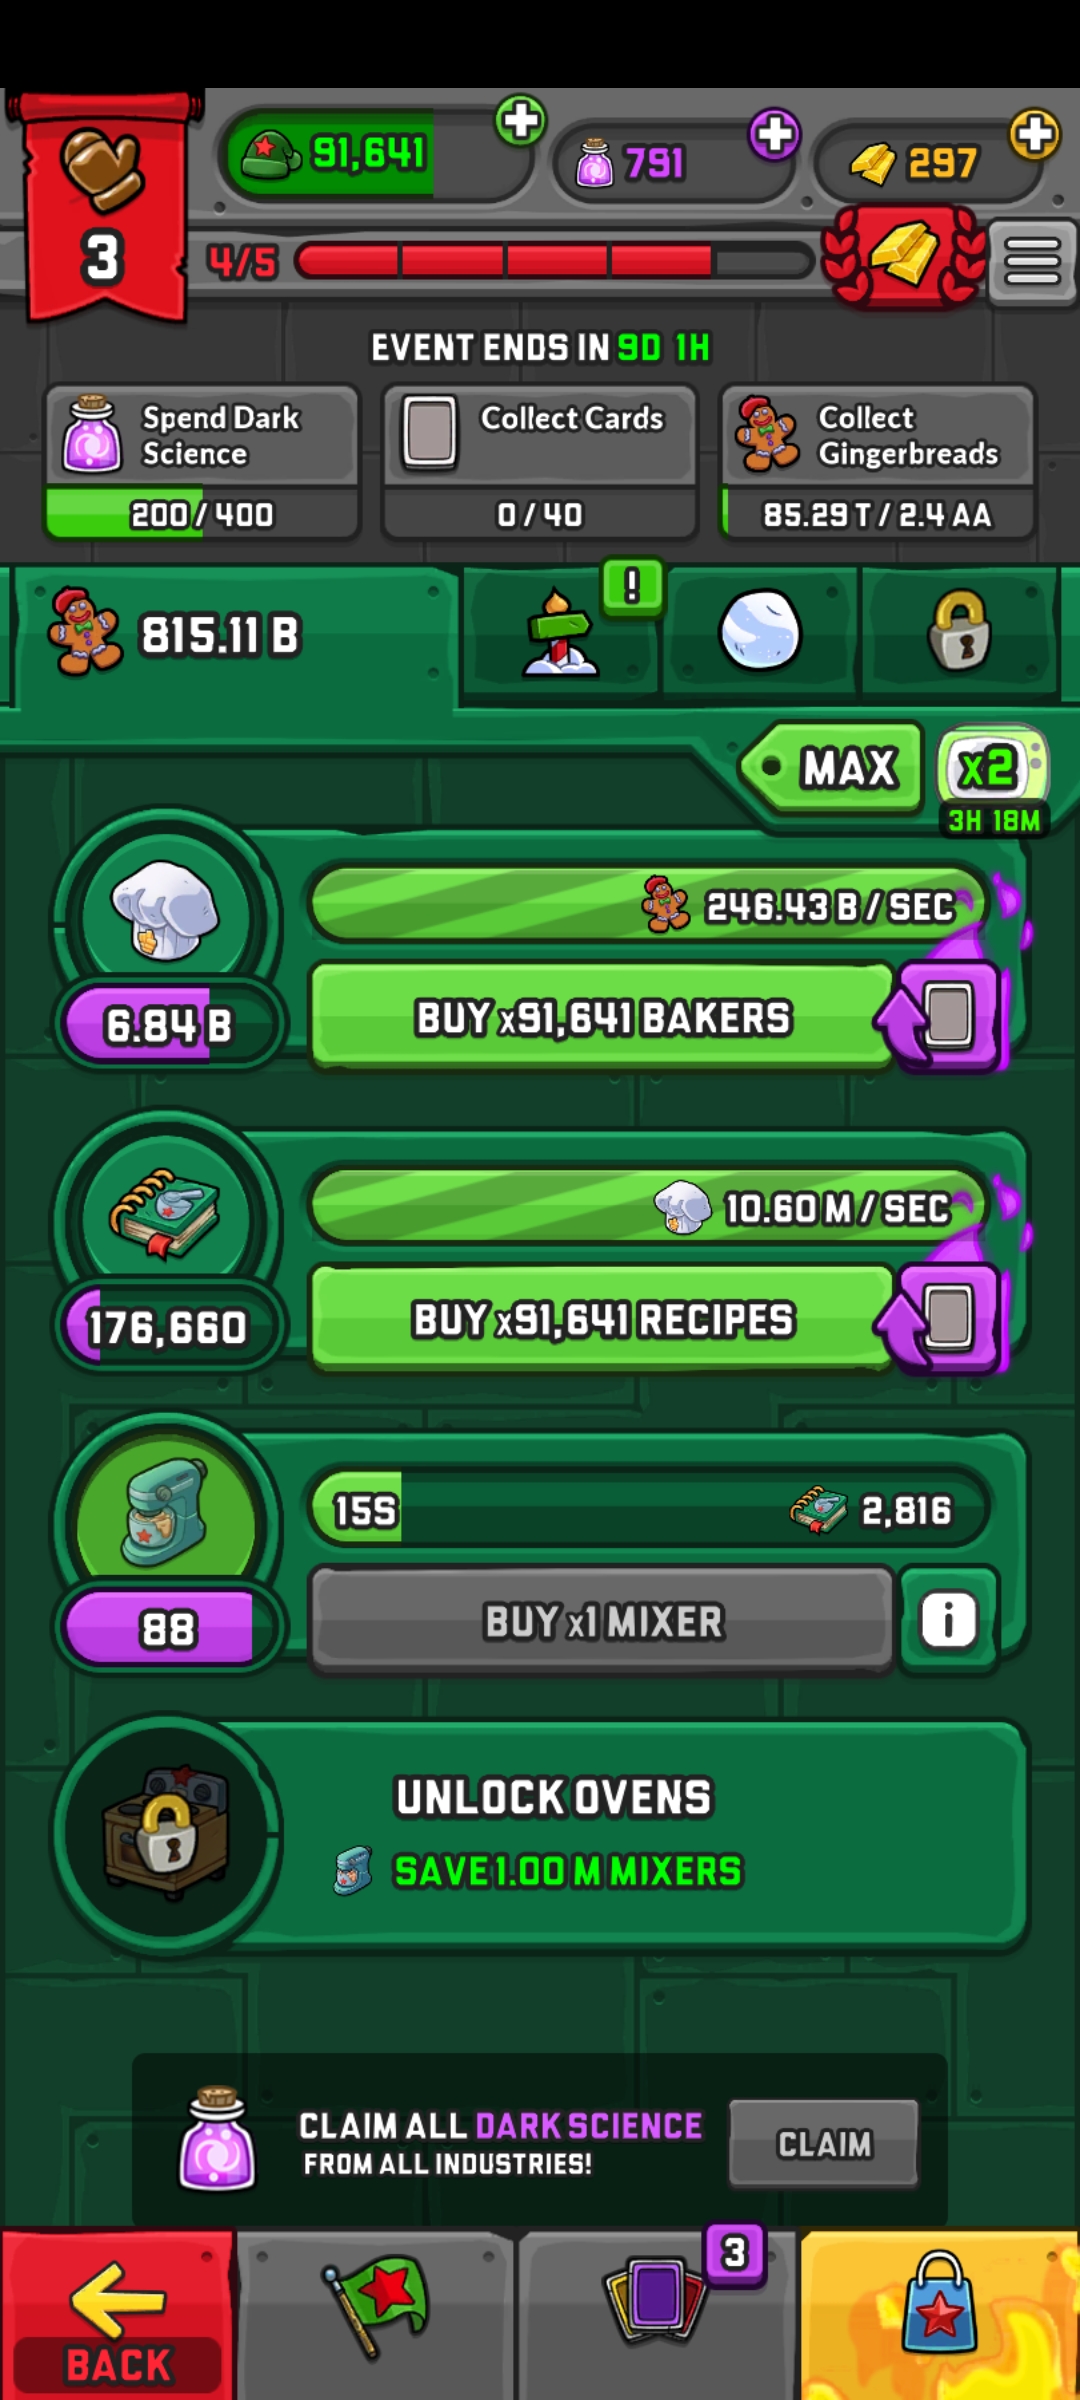 91,641
791
297
3
4/5
EVENT ENDS IN 9D 1H
Spend Dark
Science
200 / 400
Collect Cards
0 / 40
Collect
Gingerbreads
85.29 T / 2.4 AA
815.11 B
!
MAX
x2
3H 18M
246.43 B / SEC
6.84 B
BUY x91,641 BAKERS
10.60 M / SEC
176,660
BUY x91,641 RECIPES
15S
2,816
88
BUY x1 MIXER
i
UNLOCK OVENS
SAVE 1.00 M MIXERS
CLAIM ALL DARK SCIENCE
FROM ALL INDUSTRIES!
CLAIM
3
BACK